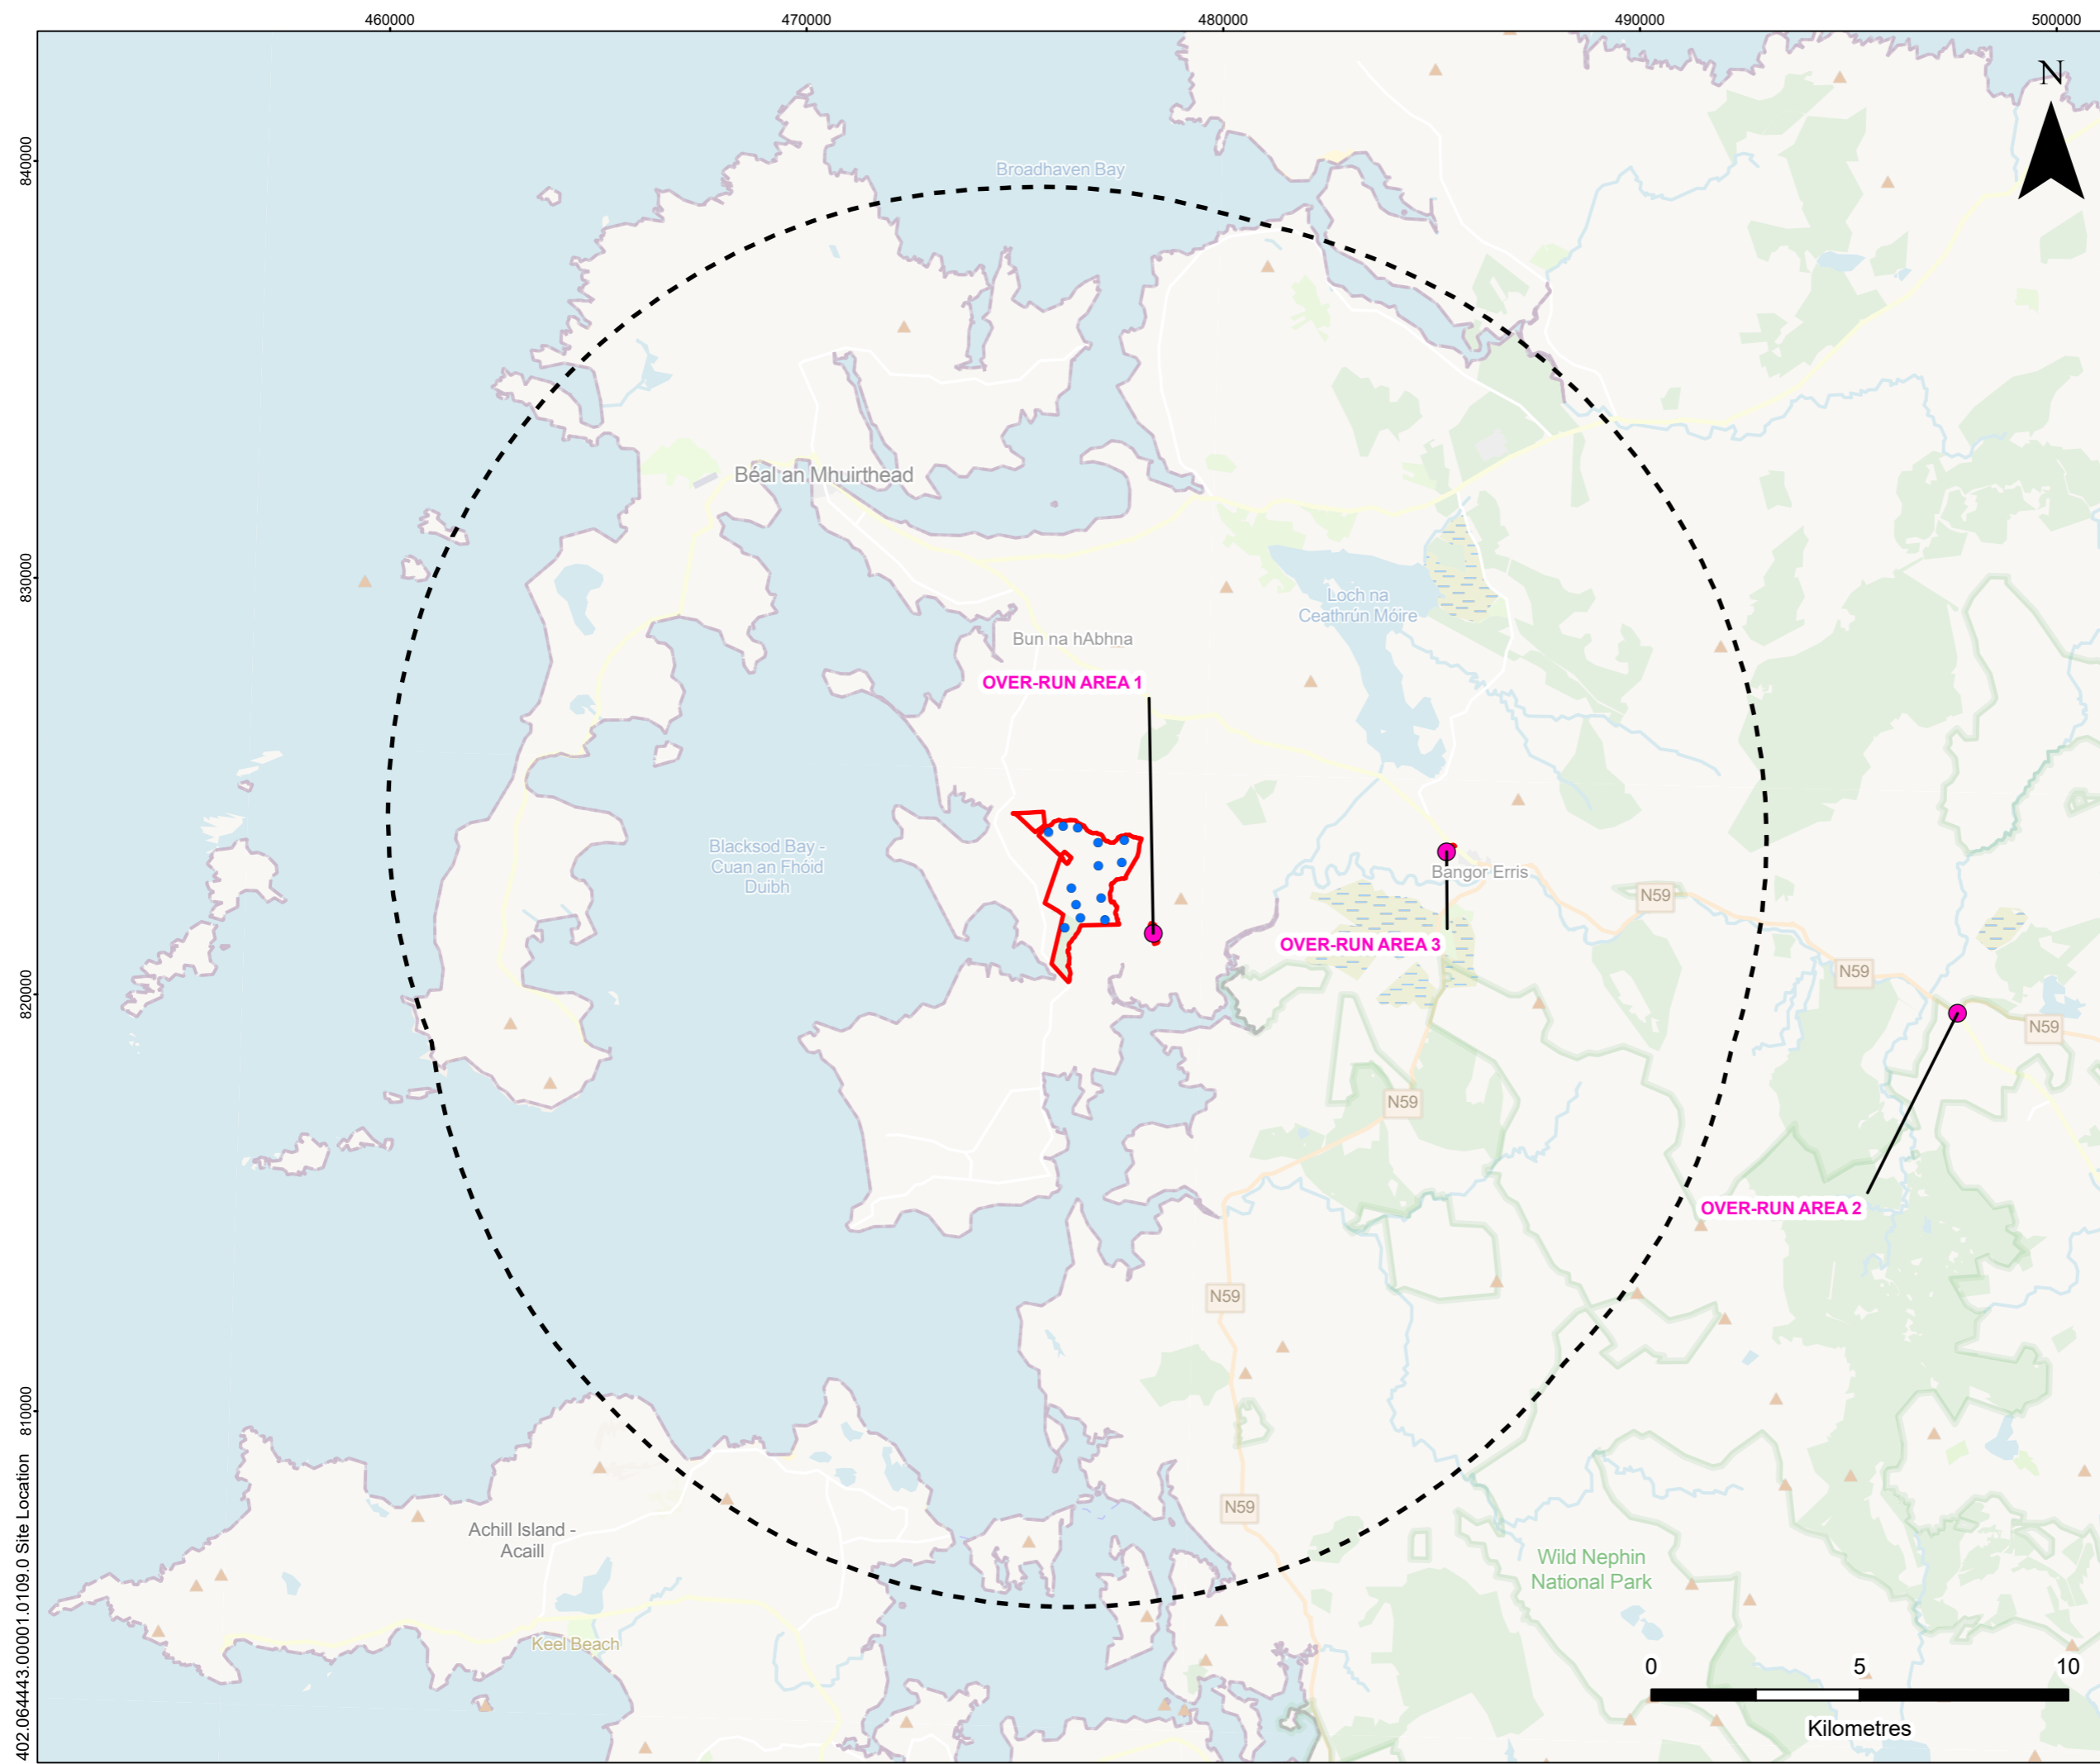 460000
470000
480000
490000
500000
N
840000
Broadhaven Bay
Béal an Mhuirthead
830000
Loch na
Ceathrún Móire
Bun na hAbhna
OVER-RUN AREA 1
Blacksod Bay -
Cuan an Fhóid
Duibh
Bangor Erris
N59
OVER-RUN AREA 3
N59
820000
N59
N59
OVER-RUN AREA 2
N59
810000
N59
Achill Island -
Acaill
Wild Nephin
National Park
Keel Beach
0
5
10
Kilometres
402.064443.00001.0109.0 Site Location